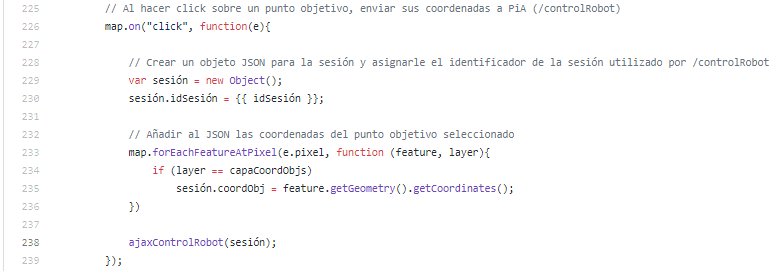 225 // Al hacer click sobre un punto objetivo, enviar sus coordenadas a PiA (/controlRobot)
226 map.on("click", function(e){
227
228 // Crear un objeto JSON para la sesión y asignarle el identificador de la sesión utilizado por /controlRobot
229 var sesión = new Object();
230 sesión.idSesión = {{ idSesión }};
231
232 // Añadir al JSON las coordenadas del punto objetivo seleccionado
233 map.forEachFeatureAtPixel(e.pixel, function (feature, layer){
234 if (layer == capaCoordObjs)
235 sesión.coordObj = feature.getGeometry().getCoordinates();
236 })
237
238 ajaxControlRobot(sesión);
239 });